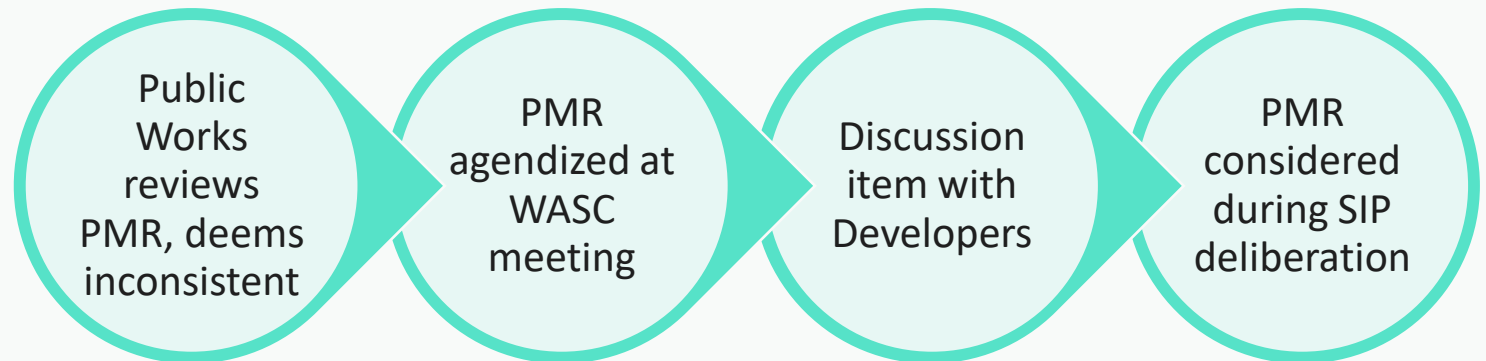 Public
Works
reviews
PMR, deems
inconsistent
PMR
agendized at
WASC
meeting
Discussion
item with
Developers
PMR
considered
during SIP
deliberation